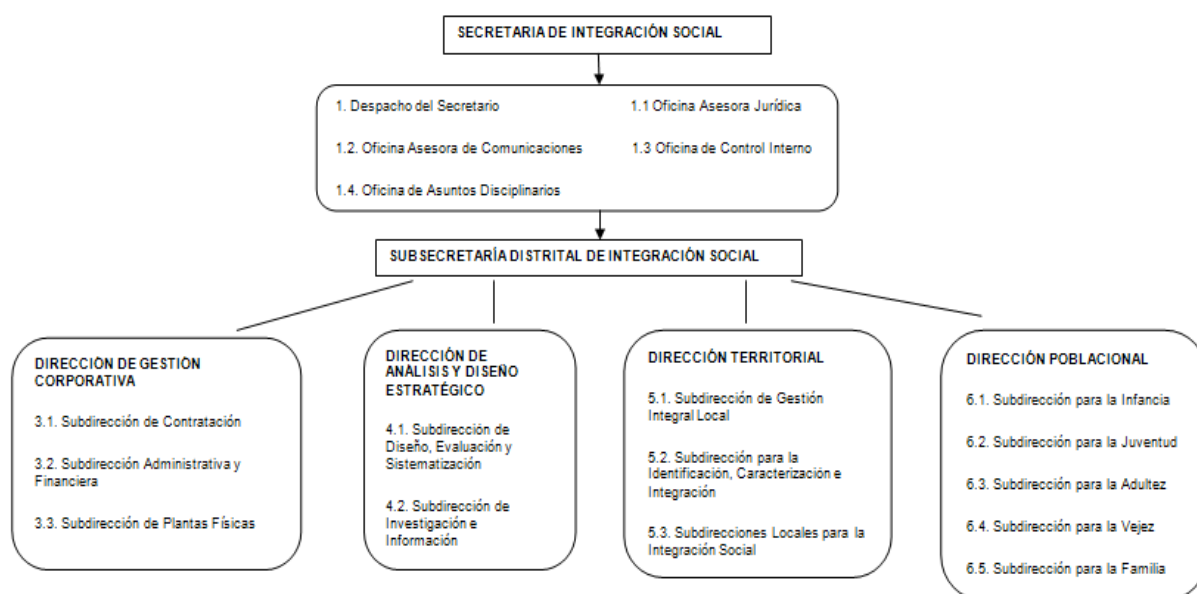 SECRETARIA DE INTEGRACIÓN SOCIAL
1. Despacho del Secretario
1.1 Oficina Asesora Jurídica
1.2. Oficina Asesora de Comunicaciones
1.3 Oficina de Control Interno
1.4. Oficina de Asuntos Disciplinarios
SUBSECRETARÍA DISTRITAL DE INTEGRACIÓN SOCIAL
DIRECCIÓN DE GESTIÓN
CORPORATIVA
3.1. Subdirección de Contratación
3.2. Subdirección Administrativa y
Financiera
3.3. Subdirección de Plantas Físicas
DIRECCIÓN DE
ANÁLISIS Y DISEÑO
ESTRATÉGICO
4.1. Subdirección de
Diseño, Evaluación y
Sistematización
4.2. Subdirección de
Investigación e
Información
DIRECCIÓN TERRITORIAL
5.1. Subdirección de Gestión
Integral Local
5.2. Subdirección para la
Identificación, Caracterización e
Integración
5.3. Subdirecciones Locales para la
Integración Social
DIRECCIÓN POBLACIONAL
6.1. Subdirección para la Infancia
6.2. Subdirección para la Juventud
6.3. Subdirección para la Adultez
6.4. Subdirección para la Vejez
6.5. Subdirección para la Familia